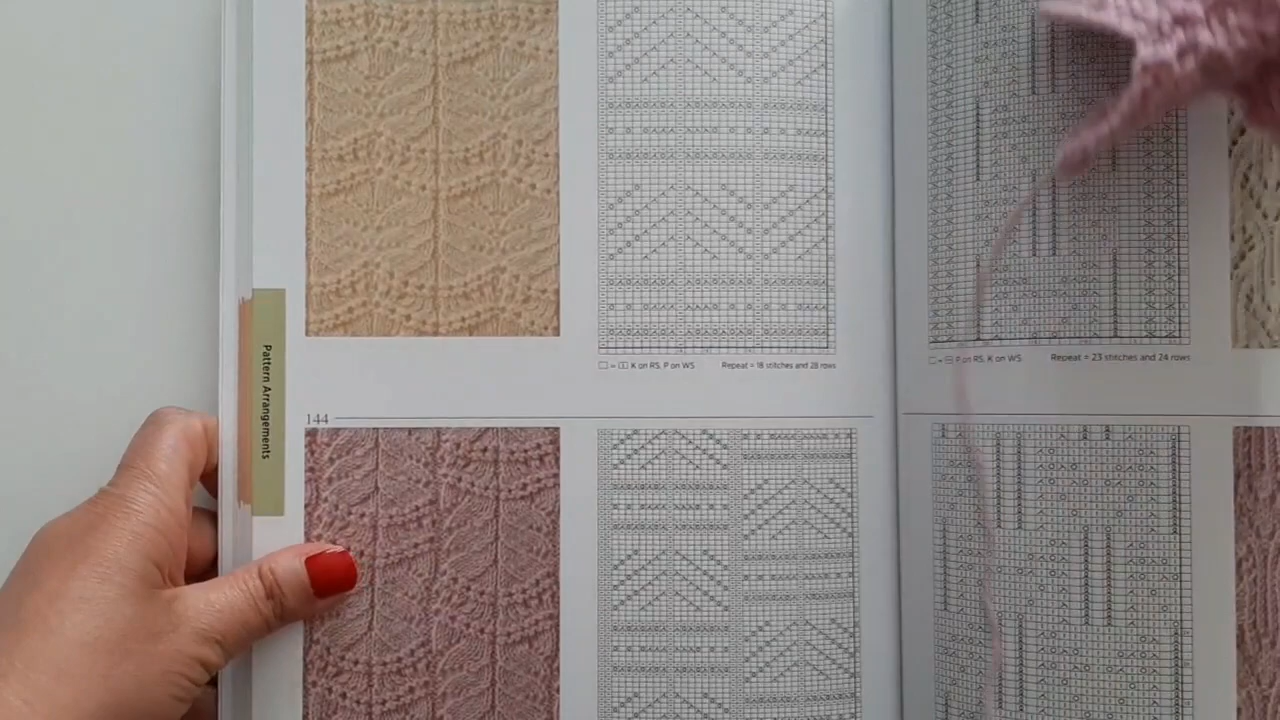 □ = I K on RS, P on WS Repeat = 18 stitches and 28 rows
□ = − P on RS, K on WS Repeat = 23 stitches and 24 rows
Pattern Arrangements
144